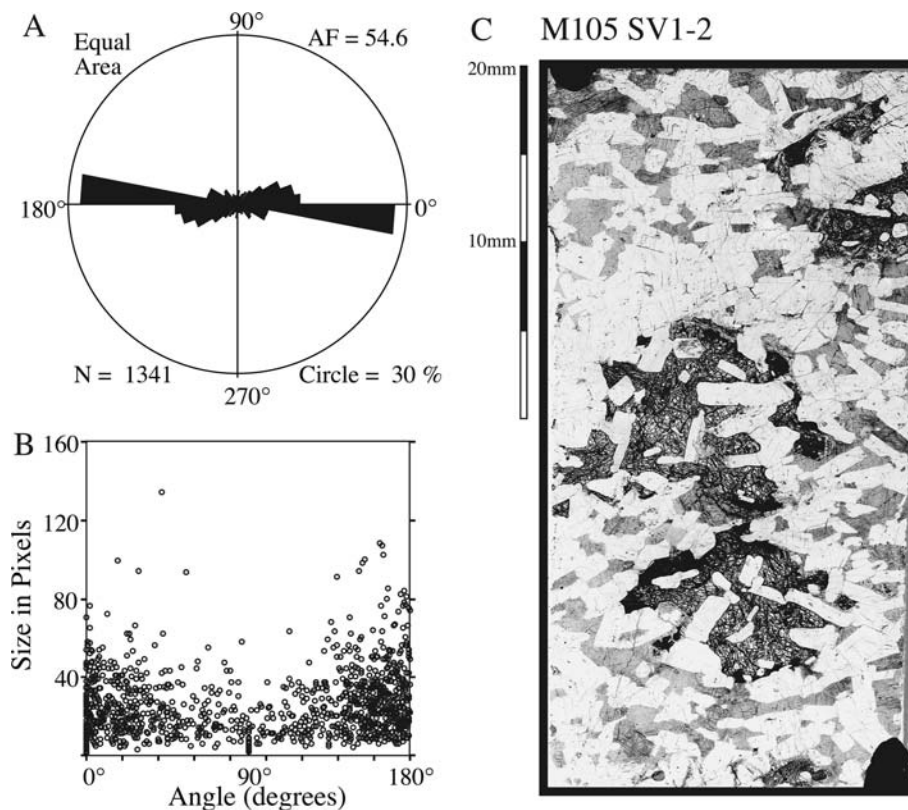 A
90°
AF = 54.6
Equal
Area
180°
0°
N = 1341
270°
Circle = 30 %
B
160
120
80
40
Size in Pixels
0°
90°
180°
Angle (degrees)
C M105 SV1-2
20mm
10mm